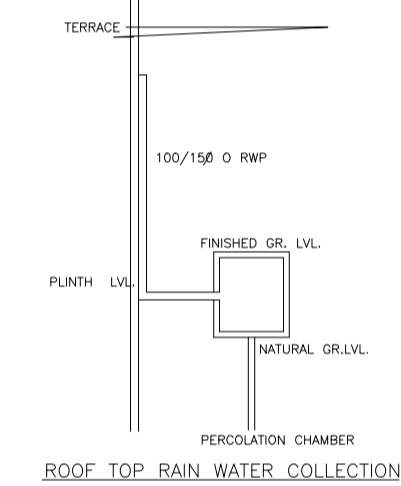 TERRACE
100/150 O RWP
FINISHED GR. LVL.
PLINTH LVL.
NATURAL GR.LVL.
PERCOLATION CHAMBER
ROOF TOP RAIN WATER COLLECTION